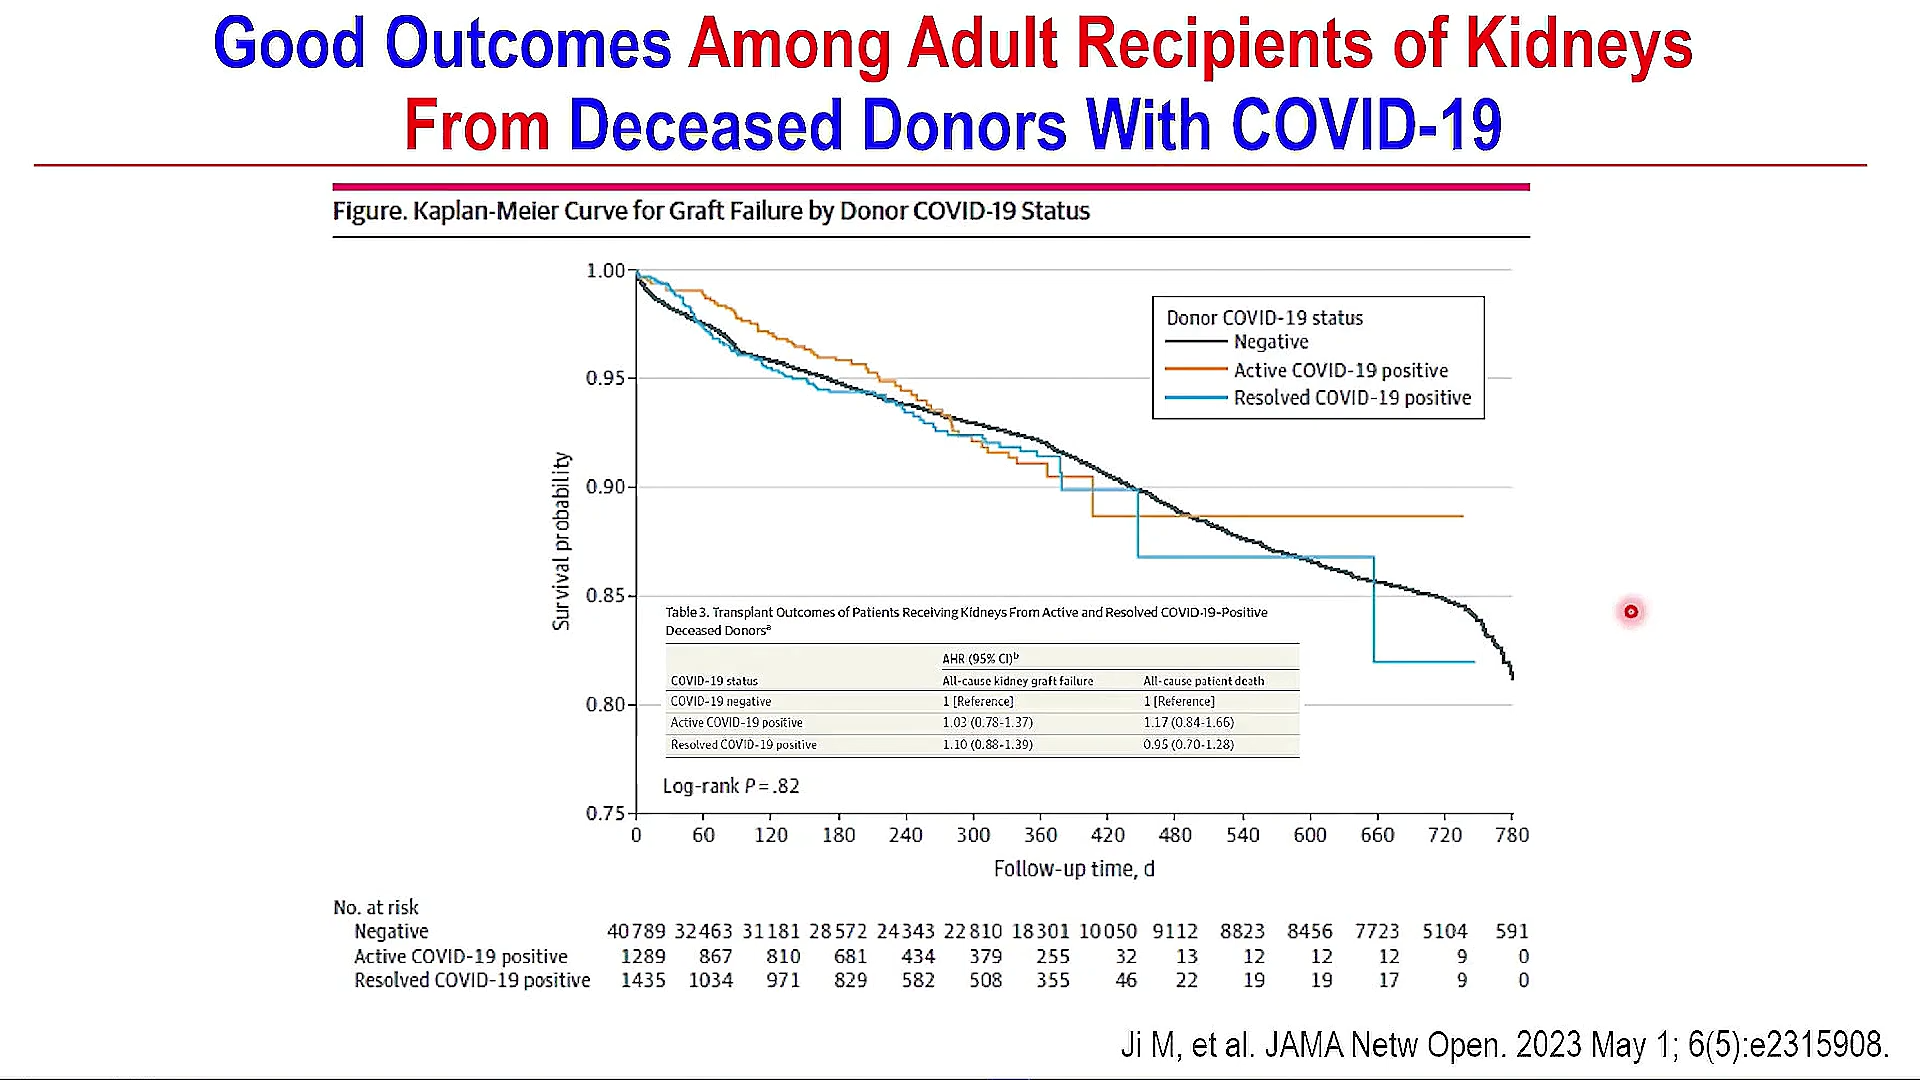 Good Outcomes Among Adult Recipients of Kidneys
From Deceased Donors With COVID-19
Figure. Kaplan-Meier Curve for Graft Failure by Donor COVID-19 Status
1.00
0.95
0.90
0.85
0.80
0.75
Survival probability
Donor COVID-19 status
Negative
Active COVID-19 positive
Resolved COVID-19 positive
Table 3. Transplant Outcomes of Patients Receiving Kidneys From Active and Resolved COVID-19-Positive
Deceased Donorsª
AHR (95% CI)ᵇ
COVID-19 status All-cause kidney graft failure All-cause patient death
COVID-19 negative 1 [Reference] 1 [Reference]
Active COVID-19 positive 1.03 (0.78-1.37) 1.17 (0.84-1.66)
Resolved COVID-19 positive 1.10 (0.88-1.39) 0.95 (0.70-1.28)
Log-rank P = .82
0 60 120 180 240 300 360 420 480 540 600 660 720 780
Follow-up time, d
No. at risk
Negative 40789 32463 31181 28572 24343 22810 18301 10050 9112 8823 8456 7723 5104 591
Active COVID-19 positive 1289 867 810 681 434 379 255 32 13 12 12 12 9 0
Resolved COVID-19 positive 1435 1034 971 829 582 508 355 46 22 19 19 17 9 0
Ji M, et al. JAMA Netw Open. 2023 May 1; 6(5):e2315908.